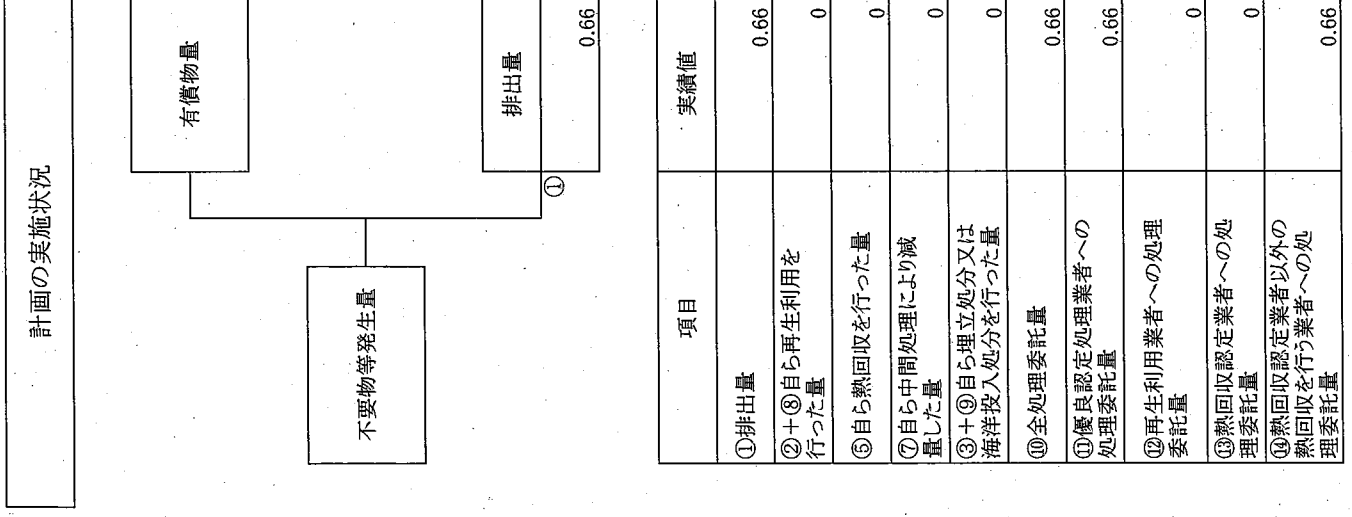 計画の実施状況
有償物量
不要物等発生量
排出量
①
0.66
項目
実績値
①排出量
0.66
②+⑧自ら再生利用を
行った量
0
⑤自ら熱回収を行った量
0
⑦自ら中間処理により減
量した量
0
③+⑨自ら埋立処分又は
海洋投入処分を行った量
0
⑩全処理委託量
0.66
⑪優良認定処理業者への
処理委託量
0.66
⑫再生利用業者への処理
委託量
0
⑬熱回収認定業者への処
理委託量
0
⑭熱回収認定業者以外の
熱回収を行う業者への処
理委託量
0.66